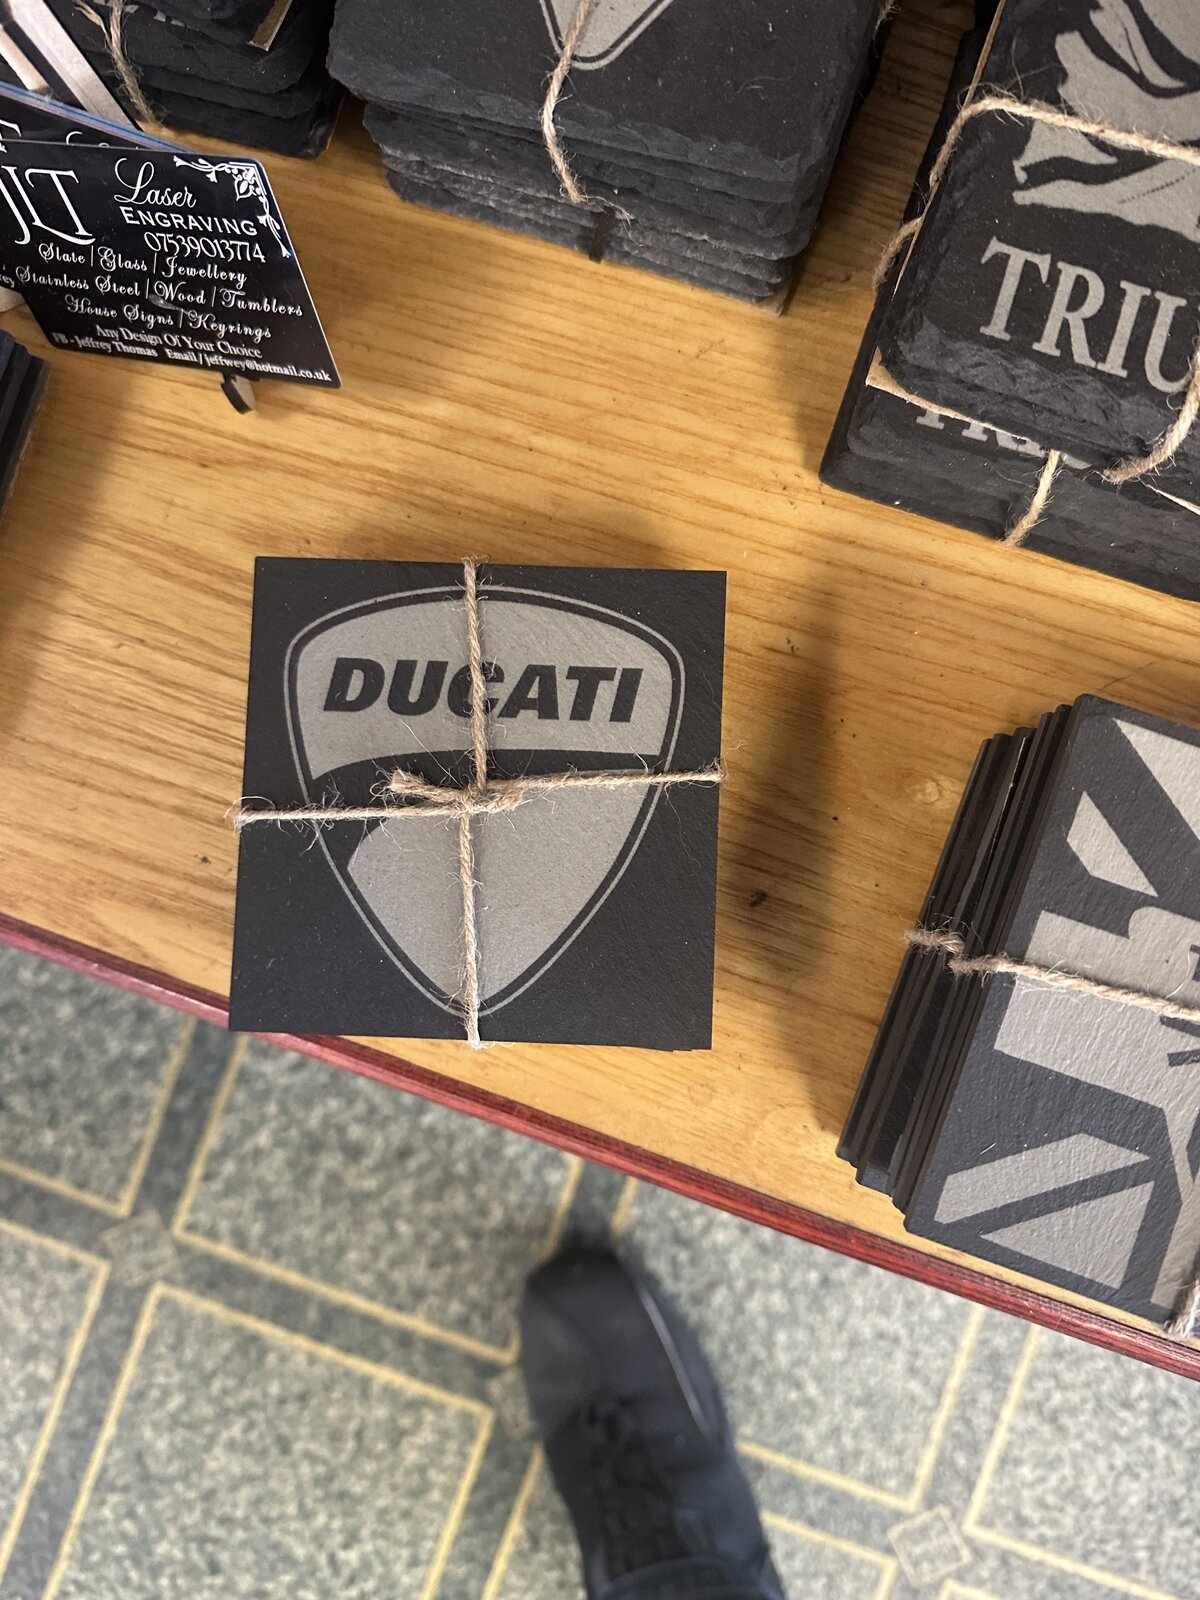 JLT
Laser
ENGRAVING
07539013774
Slate | Glass | Jewellery
Stainless Steel | Wood | Tumblers
House Signs | Keyrings
Any Design Of Your Choice
FB - Jeffrey Thomas Email / jeffwey@hotmail.co.uk
TRIU
DUCATI